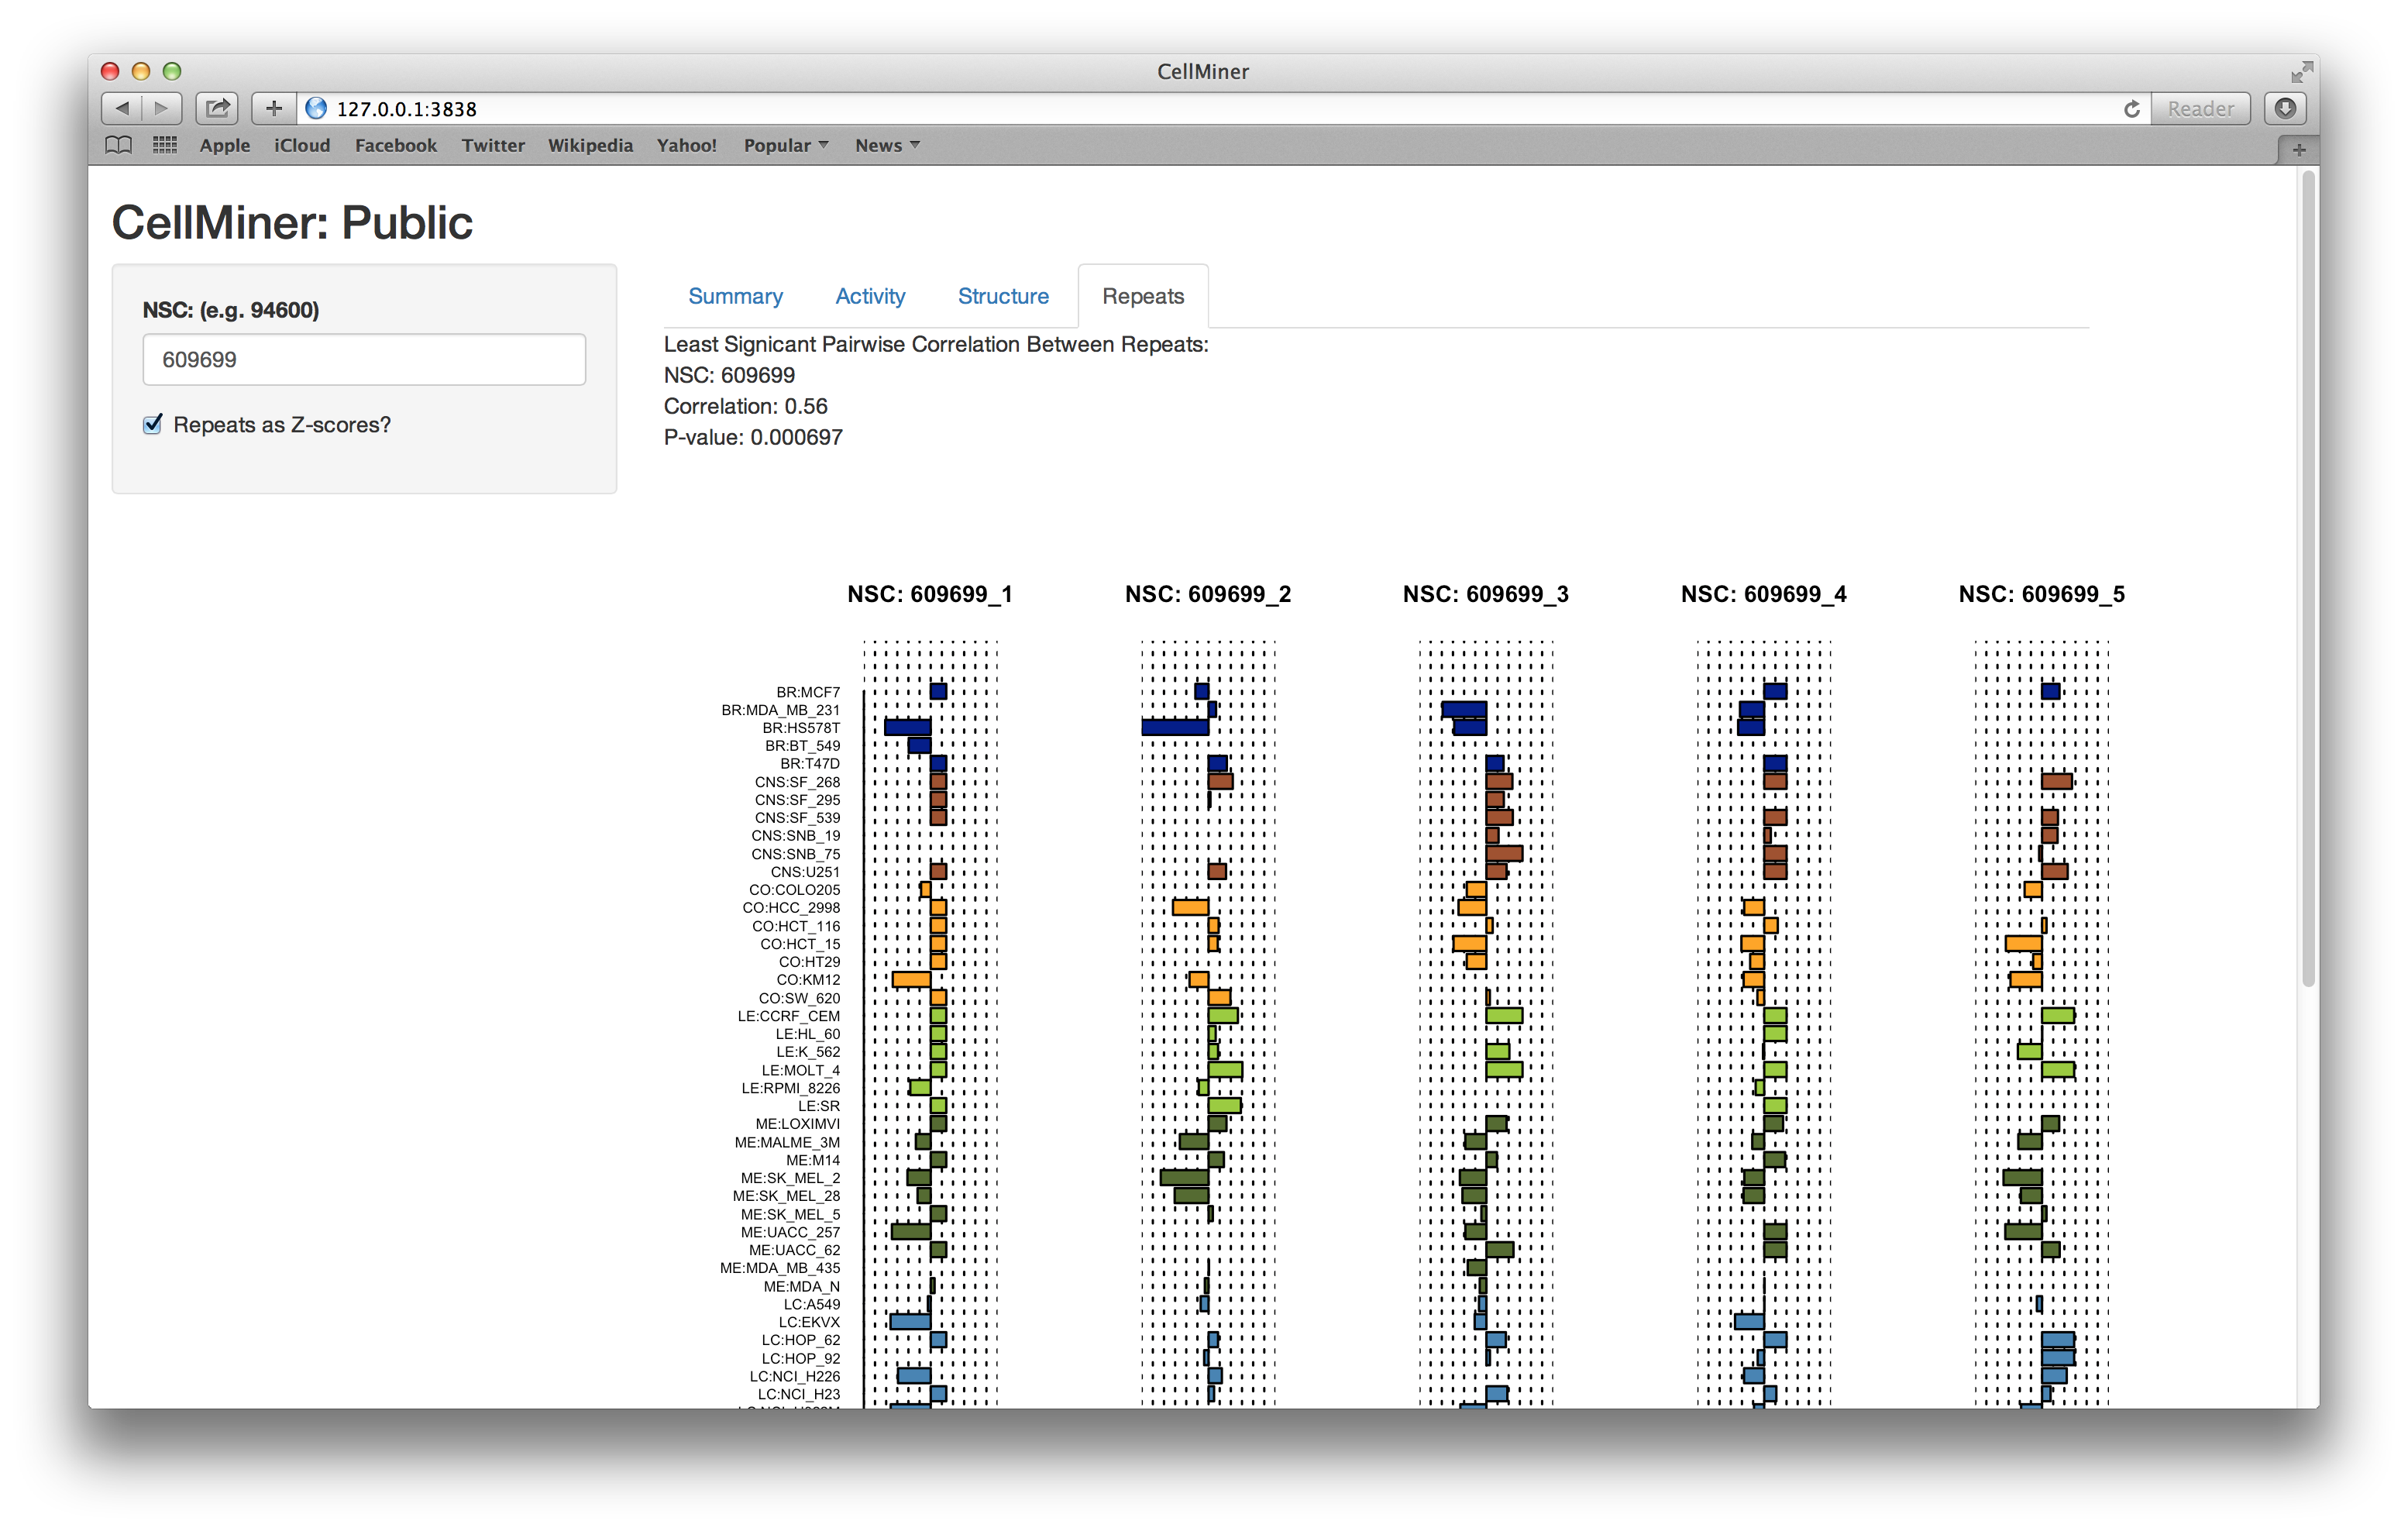 CellMiner
127.0.0.1:3838
Reader
Apple iCloud Facebook Twitter Wikipedia Yahoo! Popular News
CellMiner: Public
NSC: (e.g. 94600)
609699
Repeats as Z-scores?
Summary Activity Structure Repeats
Least Signicant Pairwise Correlation Between Repeats:
NSC: 609699
Correlation: 0.56
P-value: 0.000697
NSC: 609699_1 NSC: 609699_2 NSC: 609699_3 NSC: 609699_4 NSC: 609699_5
BR:MCF7
BR:MDA_MB_231
BR:HS578T
BR:BT_549
BR:T47D
CNS:SF_268
CNS:SF_295
CNS:SF_539
CNS:SNB_19
CNS:SNB_75
CNS:U251
CO:COLO205
CO:HCC_2998
CO:HCT_116
CO:HCT_15
CO:HT29
CO:KM12
CO:SW_620
LE:CCRF_CEM
LE:HL_60
LE:K_562
LE:MOLT_4
LE:RPMI_8226
LE:SR
ME:LOXIMVI
ME:MALME_3M
ME:M14
ME:SK_MEL_2
ME:SK_MEL_28
ME:SK_MEL_5
ME:UACC_257
ME:UACC_62
ME:MDA_MB_435
ME:MDA_N
LC:A549
LC:EKVX
LC:HOP_62
LC:HOP_92
LC:NCI_H226
LC:NCI_H23